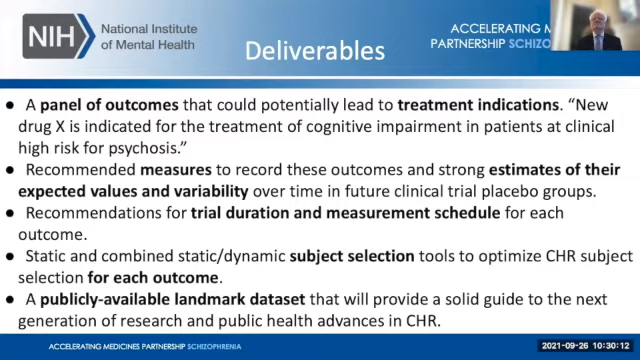 NIH
National Institute
of Mental Health
ACCELERATING
PARTNERSHIP SCHIZO
Deliverables
● A panel of outcomes that could potentially lead to treatment indications. “New
drug X is indicated for the treatment of cognitive impairment in patients at clinical
high risk for psychosis.”
● Recommended measures to record these outcomes and strong estimates of their
expected values and variability over time in future clinical trial placebo groups.
● Recommendations for trial duration and measurement schedule for each
outcome.
● Static and combined static/dynamic subject selection tools to optimize CHR subject
selection for each outcome.
● A publicly-available landmark dataset that will provide a solid guide to the next
generation of research and public health advances in CHR.
ACCELERATING MEDICINES PARTNERSHIP SCHIZOPHRENIA
2021-09-26 10:30:12